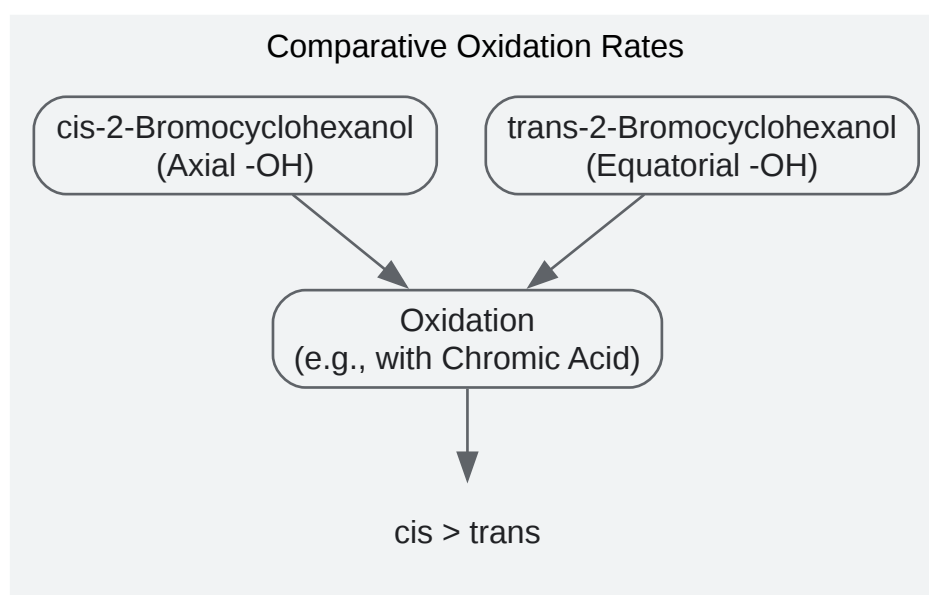 Comparative Oxidation Rates
cis-2-Bromocyclohexanol
(Axial -OH)
trans-2-Bromocyclohexanol
(Equatorial -OH)
Oxidation
(e.g., with Chromic Acid)
cis > trans